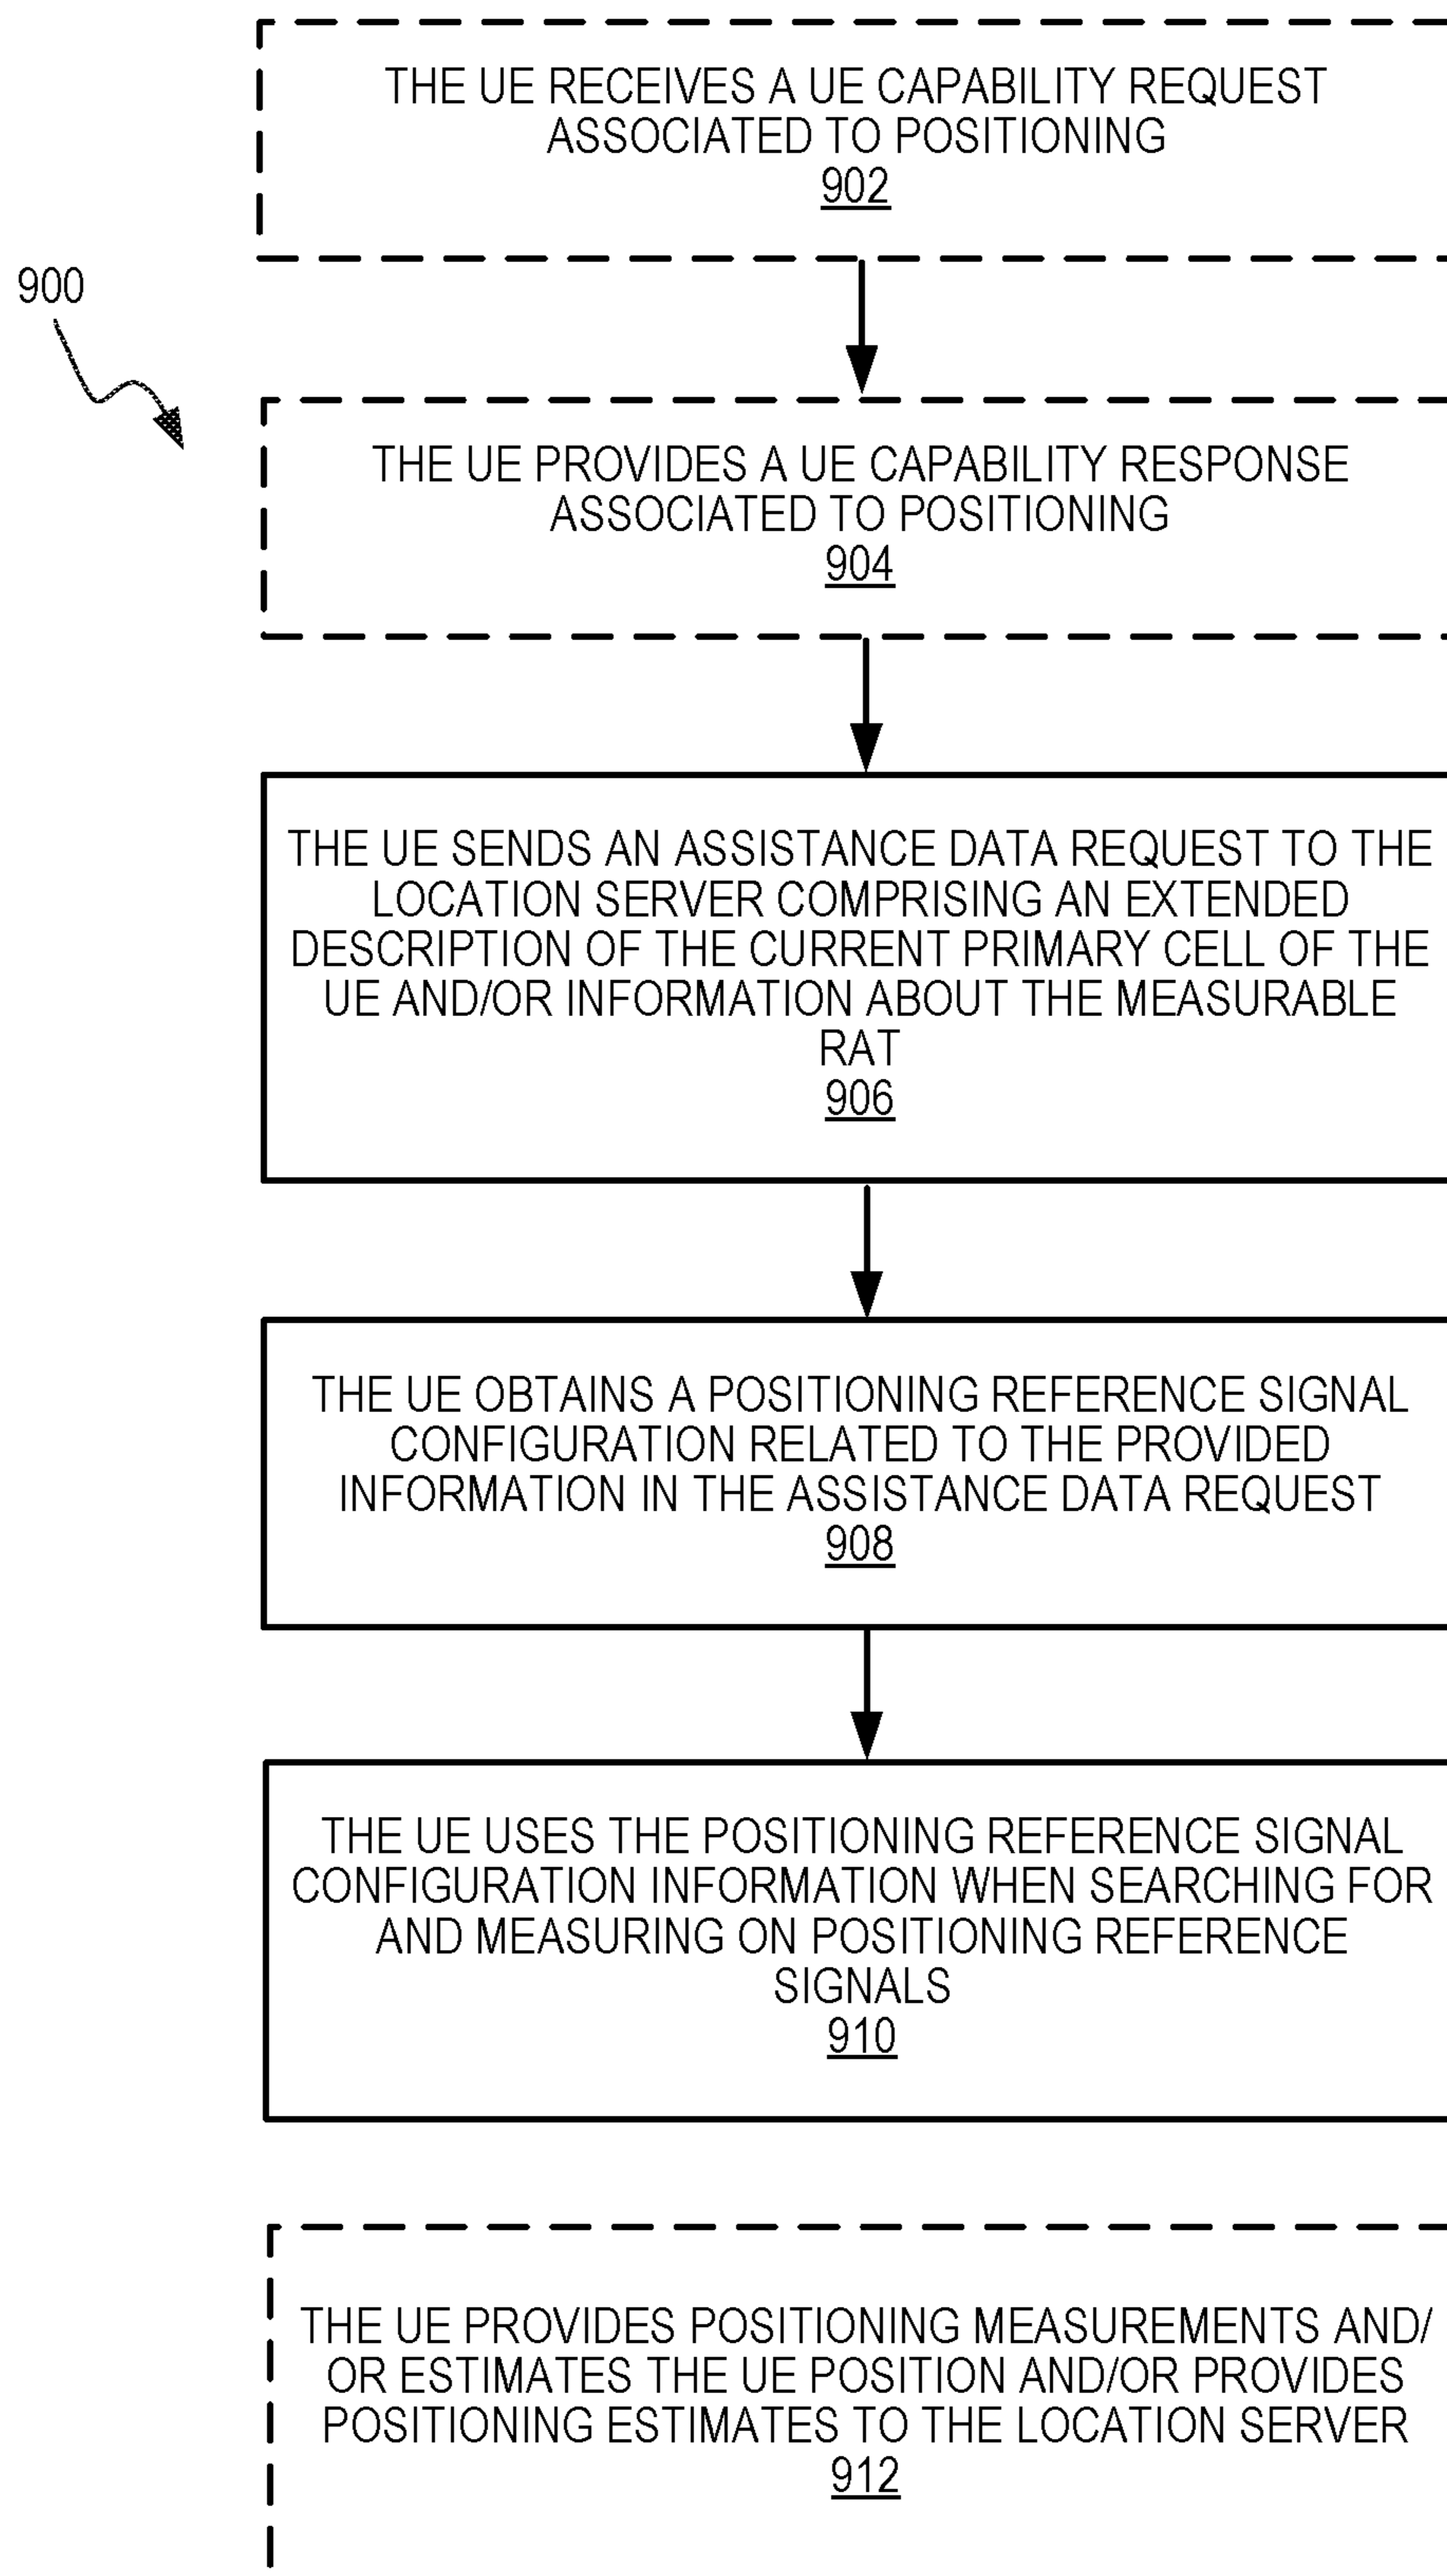 THE UE RECEIVES A UE CAPABILITY REQUEST
ASSOCIATED TO POSITIONING
902
900
THE UE PROVIDES A UE CAPABILITY RESPONSE
ASSOCIATED TO POSITIONING
904
THE UE SENDS AN ASSISTANCE DATA REQUEST TO THE
LOCATION SERVER COMPRISING AN EXTENDED
DESCRIPTION OF THE CURRENT PRIMARY CELL OF THE
UE AND/OR INFORMATION ABOUT THE MEASURABLE
RAT
906
THE UE OBTAINS A POSITIONING REFERENCE SIGNAL
CONFIGURATION RELATED TO THE PROVIDED
INFORMATION IN THE ASSISTANCE DATA REQUEST
908
THE UE USES THE POSITIONING REFERENCE SIGNAL
CONFIGURATION INFORMATION WHEN SEARCHING FOR
AND MEASURING ON POSITIONING REFERENCE
SIGNALS
910
THE UE PROVIDES POSITIONING MEASUREMENTS AND/
OR ESTIMATES THE UE POSITION AND/OR PROVIDES
POSITIONING ESTIMATES TO THE LOCATION SERVER
912